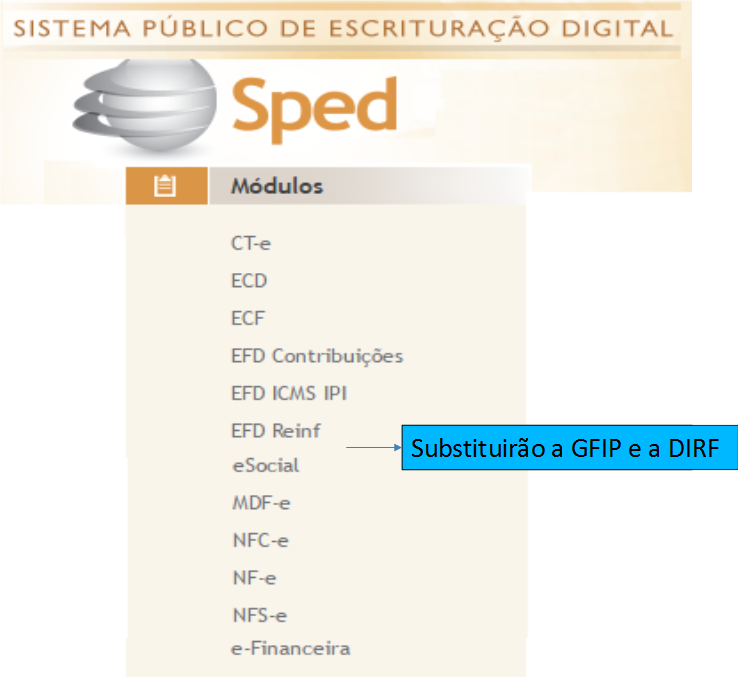 SISTEMA PÚBLICO DE ESCRITURAÇÃO DIGITAL
Sped
Módulos
CT-e
ECD
ECF
EFD Contribuições
EFD ICMS IPI
EFD Reinf
Substituirão a GFIP e a DIRF
eSocial
MDF-e
NFC-e
NF-e
NFS-e
e-Financeira